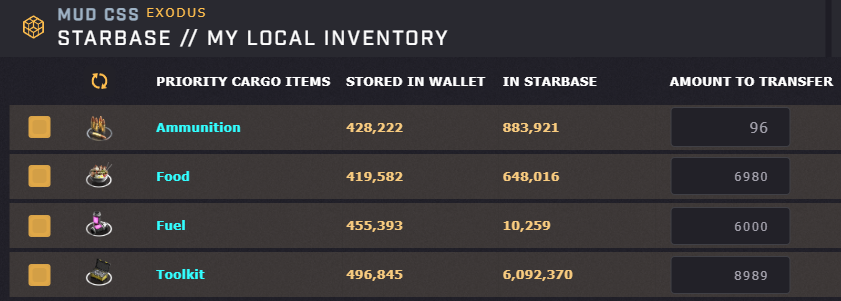 MUD CSS EXODUS
STARBASE // MY LOCAL INVENTORY
PRIORITY CARGO ITEMS STORED IN WALLET IN STARBASE AMOUNT TO TRANSFER
Ammunition 428,222 883,921 96
Food 419,582 648,016 6980
Fuel 455,393 10,259 6000
Toolkit 496,845 6,092,370 8989